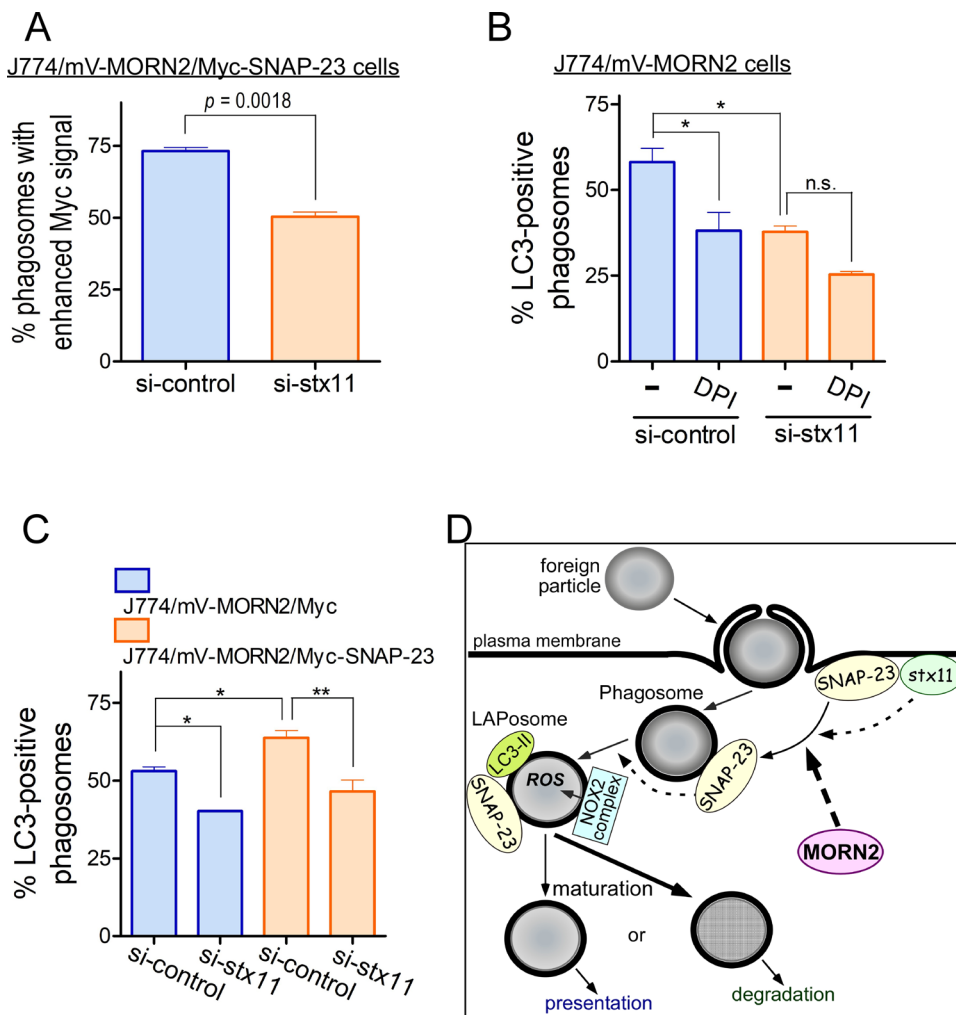 A
J774/mV-MORN2/Myc-SNAP-23 cells
% phagosomes with
enhanced Myc signal
p = 0.0018
75
50
25
0
si-control
si-stx11
B
J774/mV-MORN2 cells
% LC3-positive
phagosomes
75
50
25
0
*
*
n.s.
-
DPI
-
DPI
si-control
si-stx11
C
J774/mV-MORN2/Myc
J774/mV-MORN2/Myc-SNAP-23
% LC3-positive
phagosomes
75
50
25
0
*
*
**
si-control
si-stx11
si-control
si-stx11
D
foreign
particle
plasma membrane
SNAP-23
stx11
Phagosome
LAPosome
LC3-II
SNAP-23
ROS
NOX2
complex
SNAP-23
MORN2
maturation
or
presentation
degradation